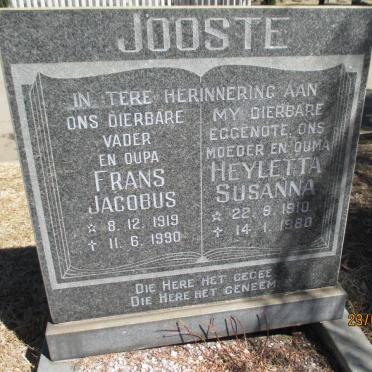 JOOSTE
IN TERE HERINNERING AAN
ONS DIERBARE
VADER
EN OUPA
FRANS
JACOBUS
☆ 8. 12. 1919
† 11. 6. 1990
MY DIERBARE
EGGENOTE, ONS
MOEDER EN OUMA
HEYLETTA
SUSANNA
☆ 22. 8. 1910
† 14. 1. 1980
DIE HERE HET GEGEE
DIE HERE HET GENEEM